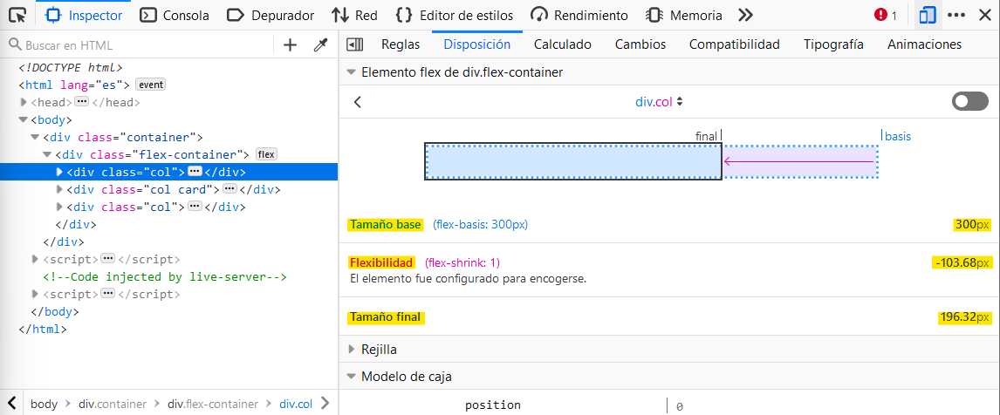 Inspector Consola Depurador Red Editor de estilos Rendimiento Memoria 1
Buscar en HTML
<!DOCTYPE html>
<html lang="es"> event
<head> ··· </head>
<body>
<div class="container">
<div class="flex-container"> flex
<div class="col"> ··· </div>
<div class="col card"> ··· </div>
<div class="col"> ··· </div>
</div>
</div>
<script> ··· </script>
<!--Code injected by live-server-->
<script> ··· </script>
</body>
</html>
body div.container div.flex-container div.col
Reglas Disposición Calculado Cambios Compatibilidad Tipografía Animaciones
Elemento flex de div.flex-container
div.col
final basis
Tamaño base (flex-basis: 300px) 300px
Flexibilidad (flex-shrink: 1) -103.68px
El elemento fue configurado para encogerse.
Tamaño final 196.32px
Rejilla
Modelo de caja
position 0